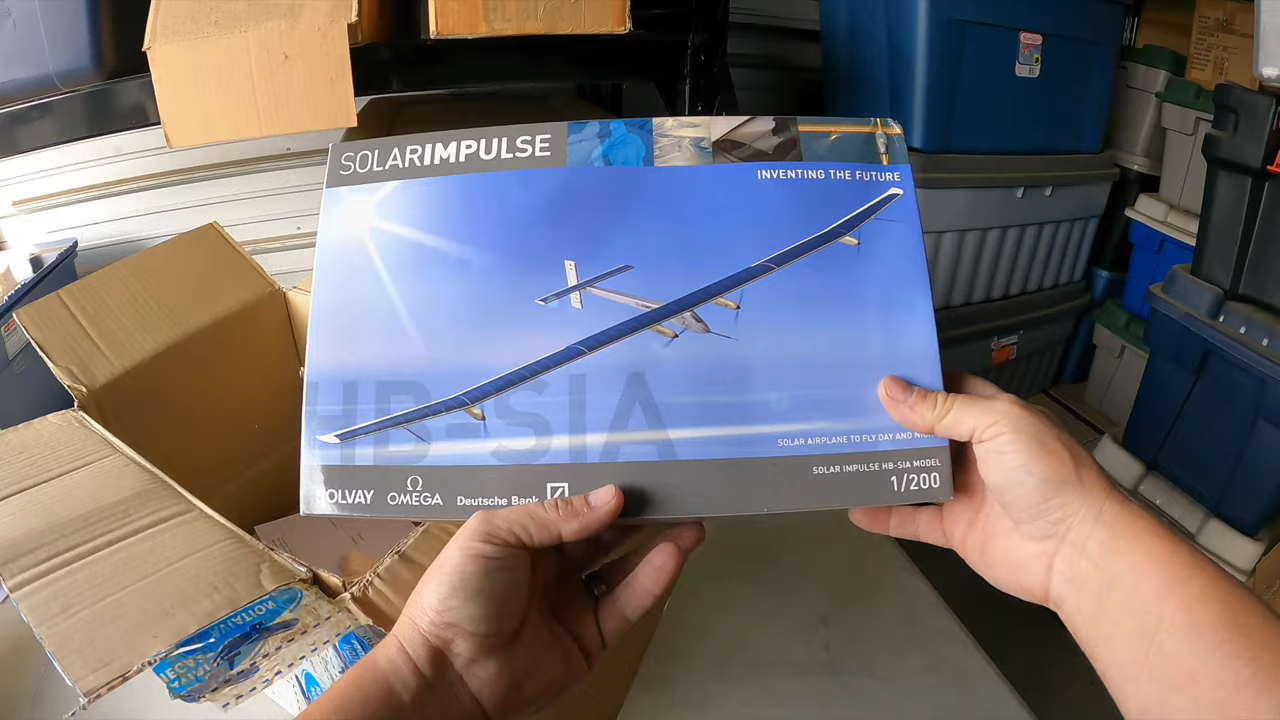 SOLARIMPULSE
INVENTING THE FUTURE
HB-SIA
SOLAR AIRPLANE TO FLY DAY AND
SOLAR IMPULSE HB-SIA MODEL
1/200
SOLVAY
Ω
OMEGA
Deutsche Bank
AVIATION